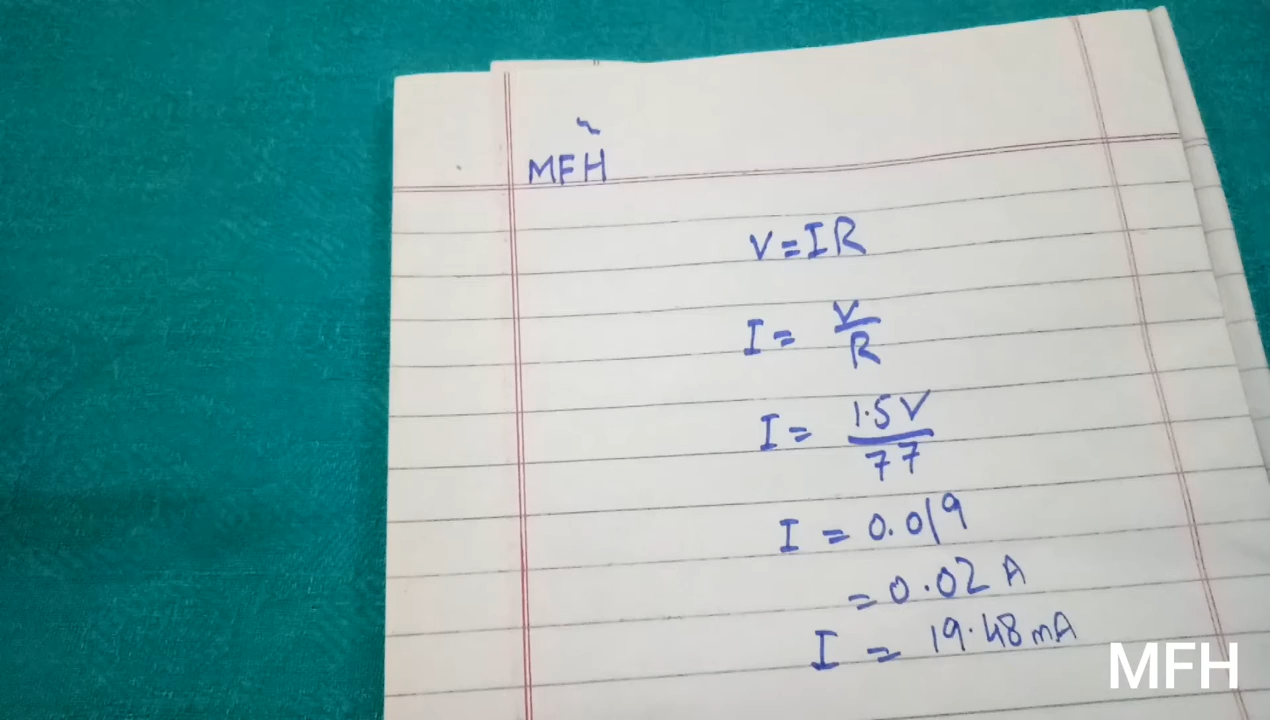 MFH
V=IR
I= V/R
I= 1.5V/77
I = 0.019
= 0.02 A
I = 19.48mA
MFH